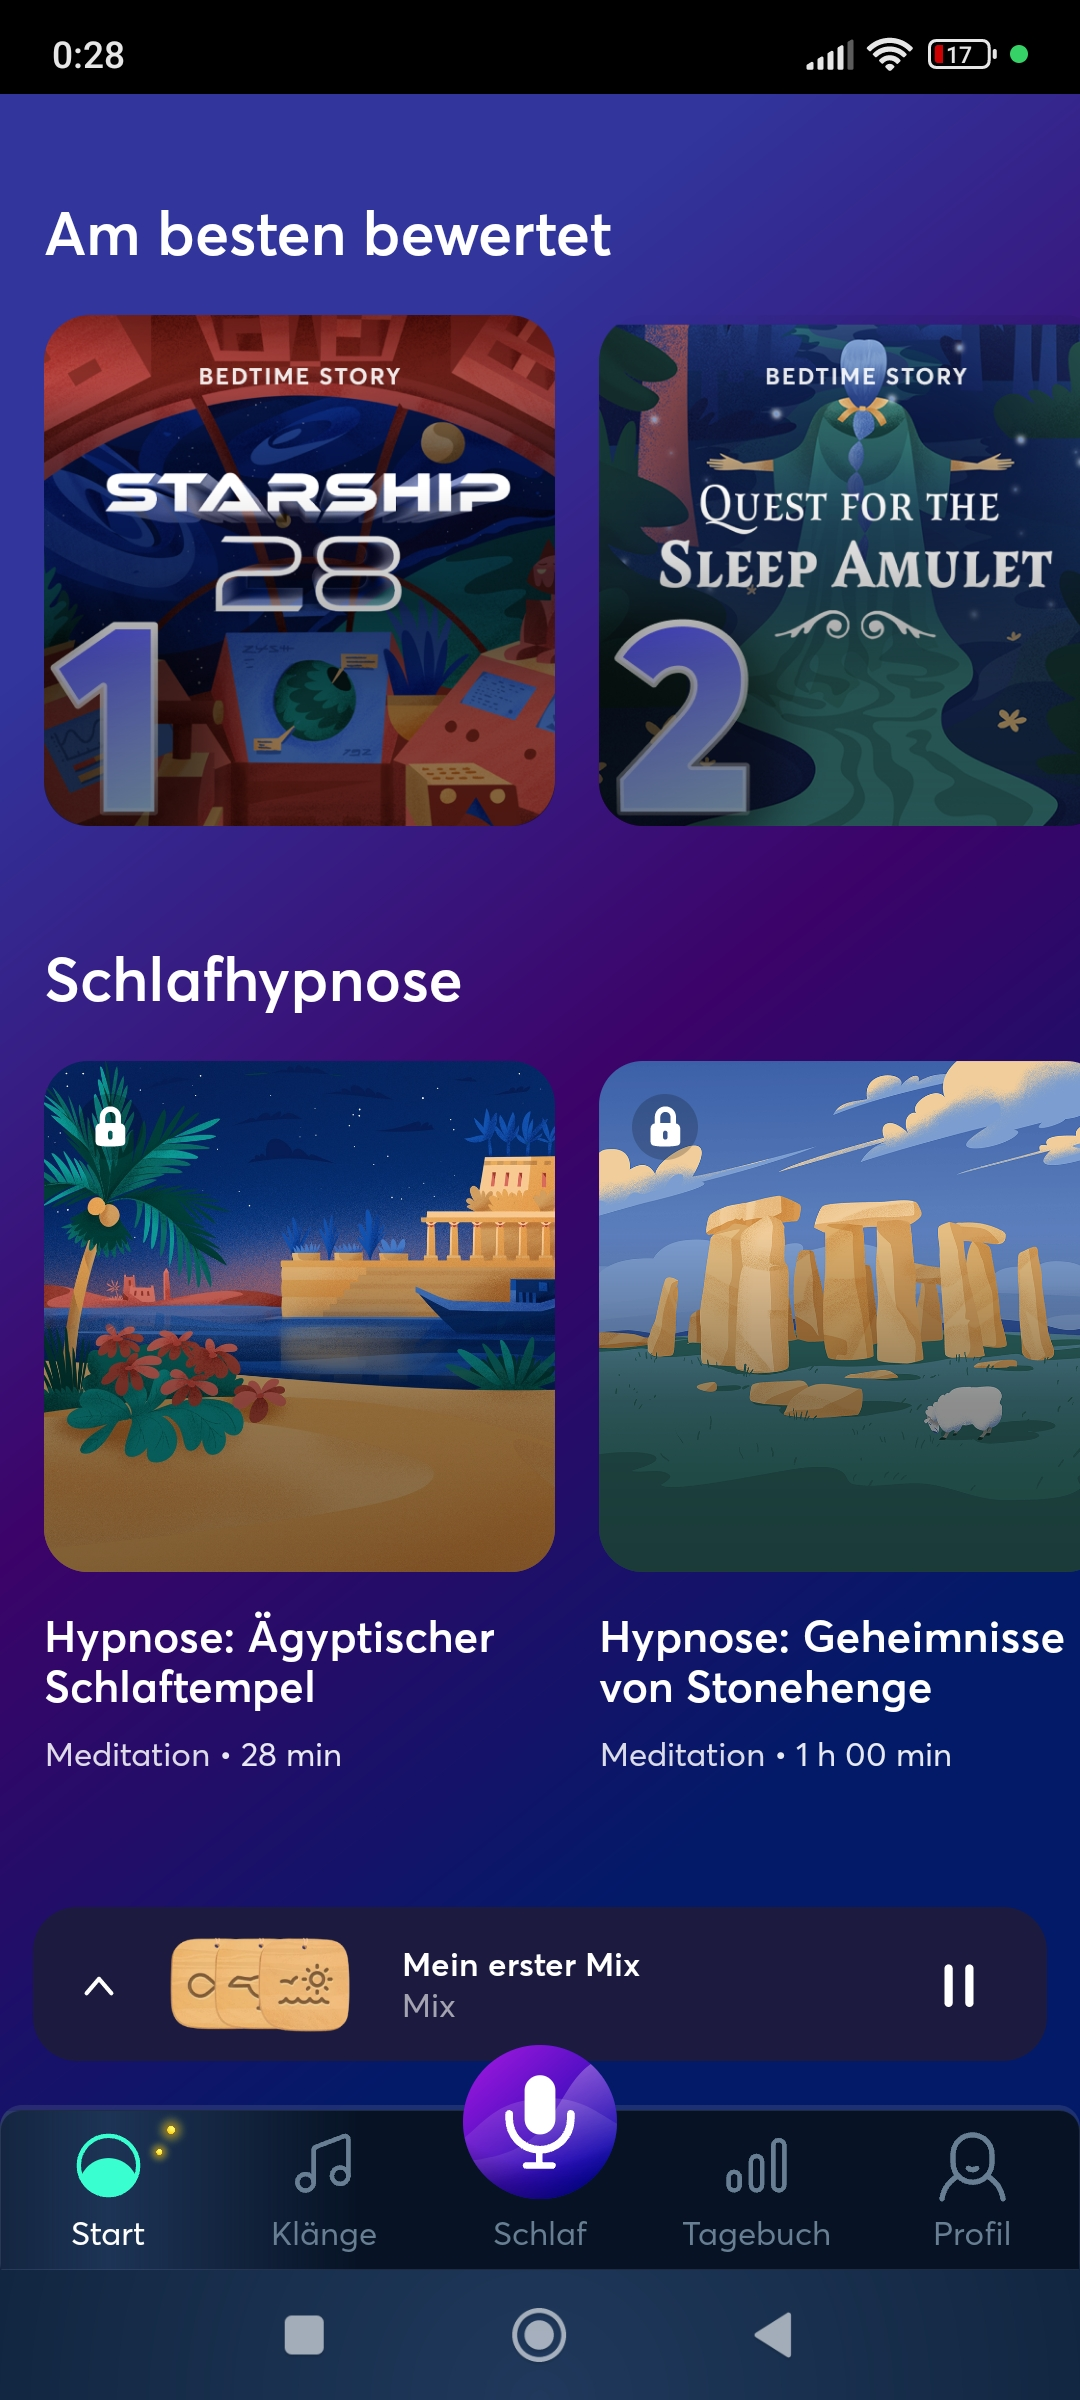 0:28
17
Am besten bewertet
BEDTIME STORY
STARSHIP
28
1
BEDTIME STORY
QUEST FOR THE
SLEEP AMULET
2
Schlafhypnose
Hypnose: Ägyptischer
Schlaftempel
Meditation • 28 min
Hypnose: Geheimnisse
von Stonehenge
Meditation • 1 h 00 min
Mein erster Mix
Mix
Start
Klänge
Schlaf
Tagebuch
Profil